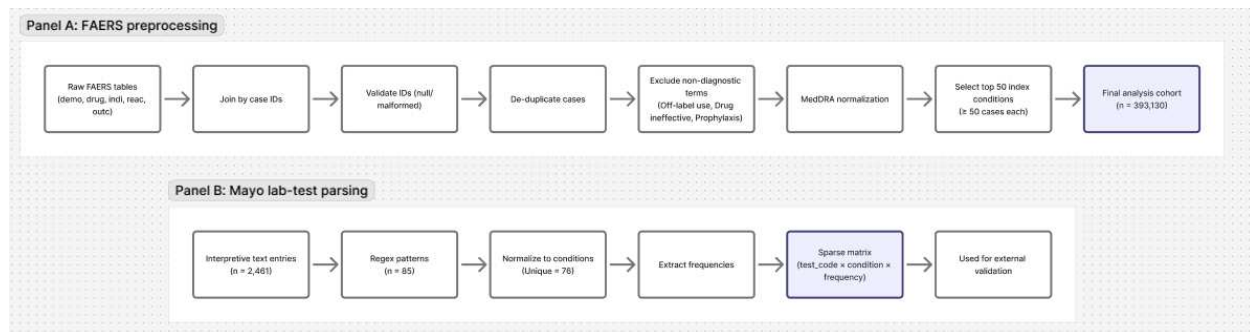 Panel A: FAERS preprocessing
Raw FAERS tables
(demo, drug, indi, reac,
outc)
Join by case IDs
Validate IDs (null/
malformed)
De-duplicate cases
Exclude non-diagnostic
terms
(Off-label use, Drug
ineffective, Prophylaxis)
MedDRA normalization
Select top 50 index
conditions
(≥ 50 cases each)
Final analysis cohort
(n = 393,130)
Panel B: Mayo lab-test parsing
Interpretive text entries
(n = 2,461)
Regex patterns
(n = 85)
Normalize to conditions
(Unique = 76)
Extract frequencies
Sparse matrix
(test_code × condition ×
frequency)
Used for external
validation